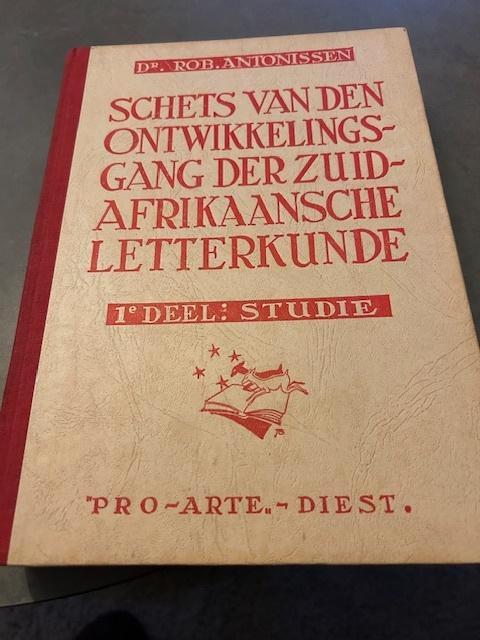 DR. ROB. ANTONISSEN
SCHETS VAN DEN
ONTWIKKELINGS-
GANG DER ZUID-
AFRIKAANSCHE
LETTERKUNDE
1e DEEL: STUDIE
"PRO-ARTE„- DIEST.